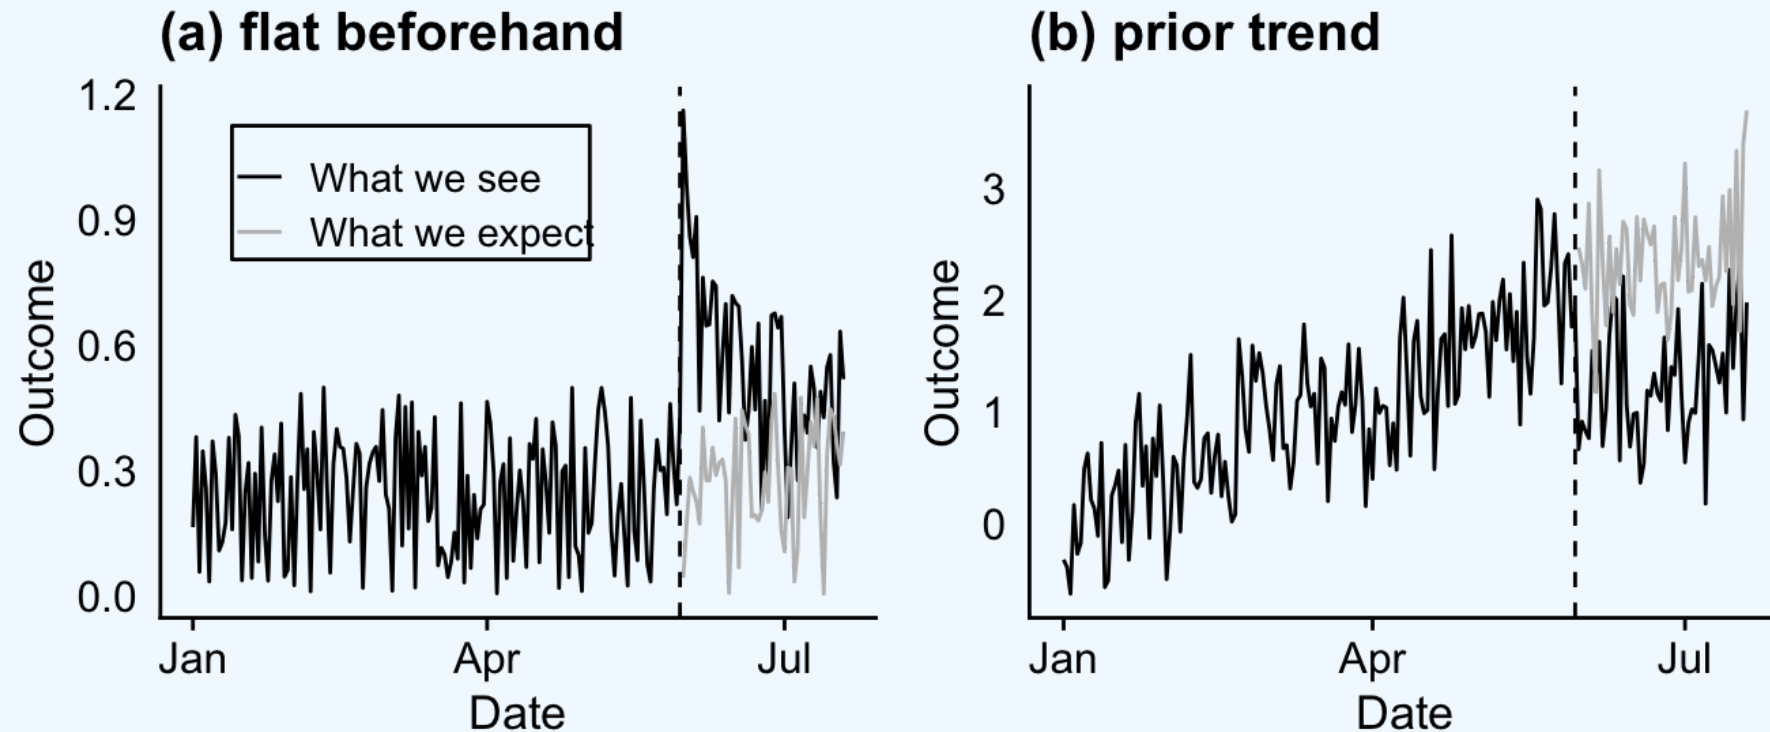 (a) flat beforehand
1.2
0.9
0.6
0.3
0.0
Outcome
What we see
What we expect
Jan Apr Jul
Date
(b) prior trend
3
2
1
0
Outcome
Jan Apr Jul
Date